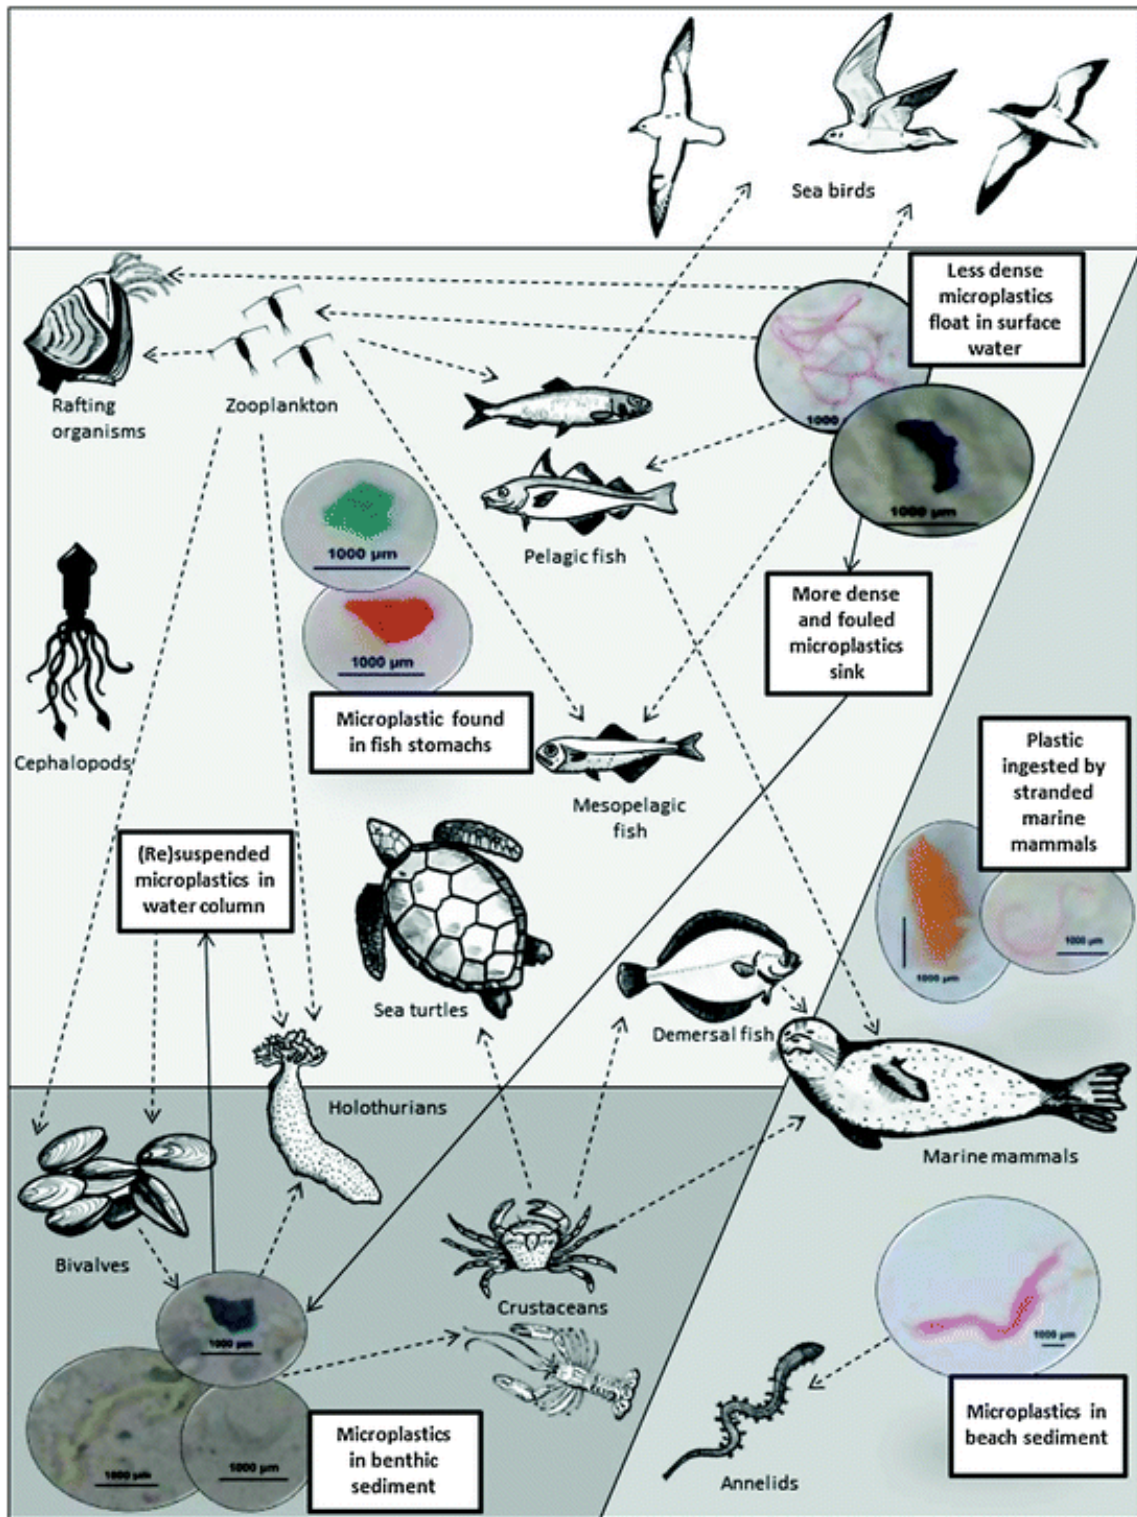 Sea birds
Less dense
microplastics
float in surface
water
Rafting
organisms
Zooplankton
1000 µm
1000 µm
Pelagic fish
1000 µm
1000 µm
More dense
and fouled
microplastics
sink
Microplastic found
in fish stomachs
Cephalopods
Mesopelagic
fish
Plastic
ingested by
stranded
marine
mammals
(Re)suspended
microplastics in
water column
1000 µm
1000 µm
Sea turtles
Demersal fish
Holothurians
Marine mammals
Bivalves
Crustaceans
1000 µm
1000 µm
1000 µm
1000 µm
Microplastics
in benthic
sediment
Microplastics in
beach sediment
Annelids